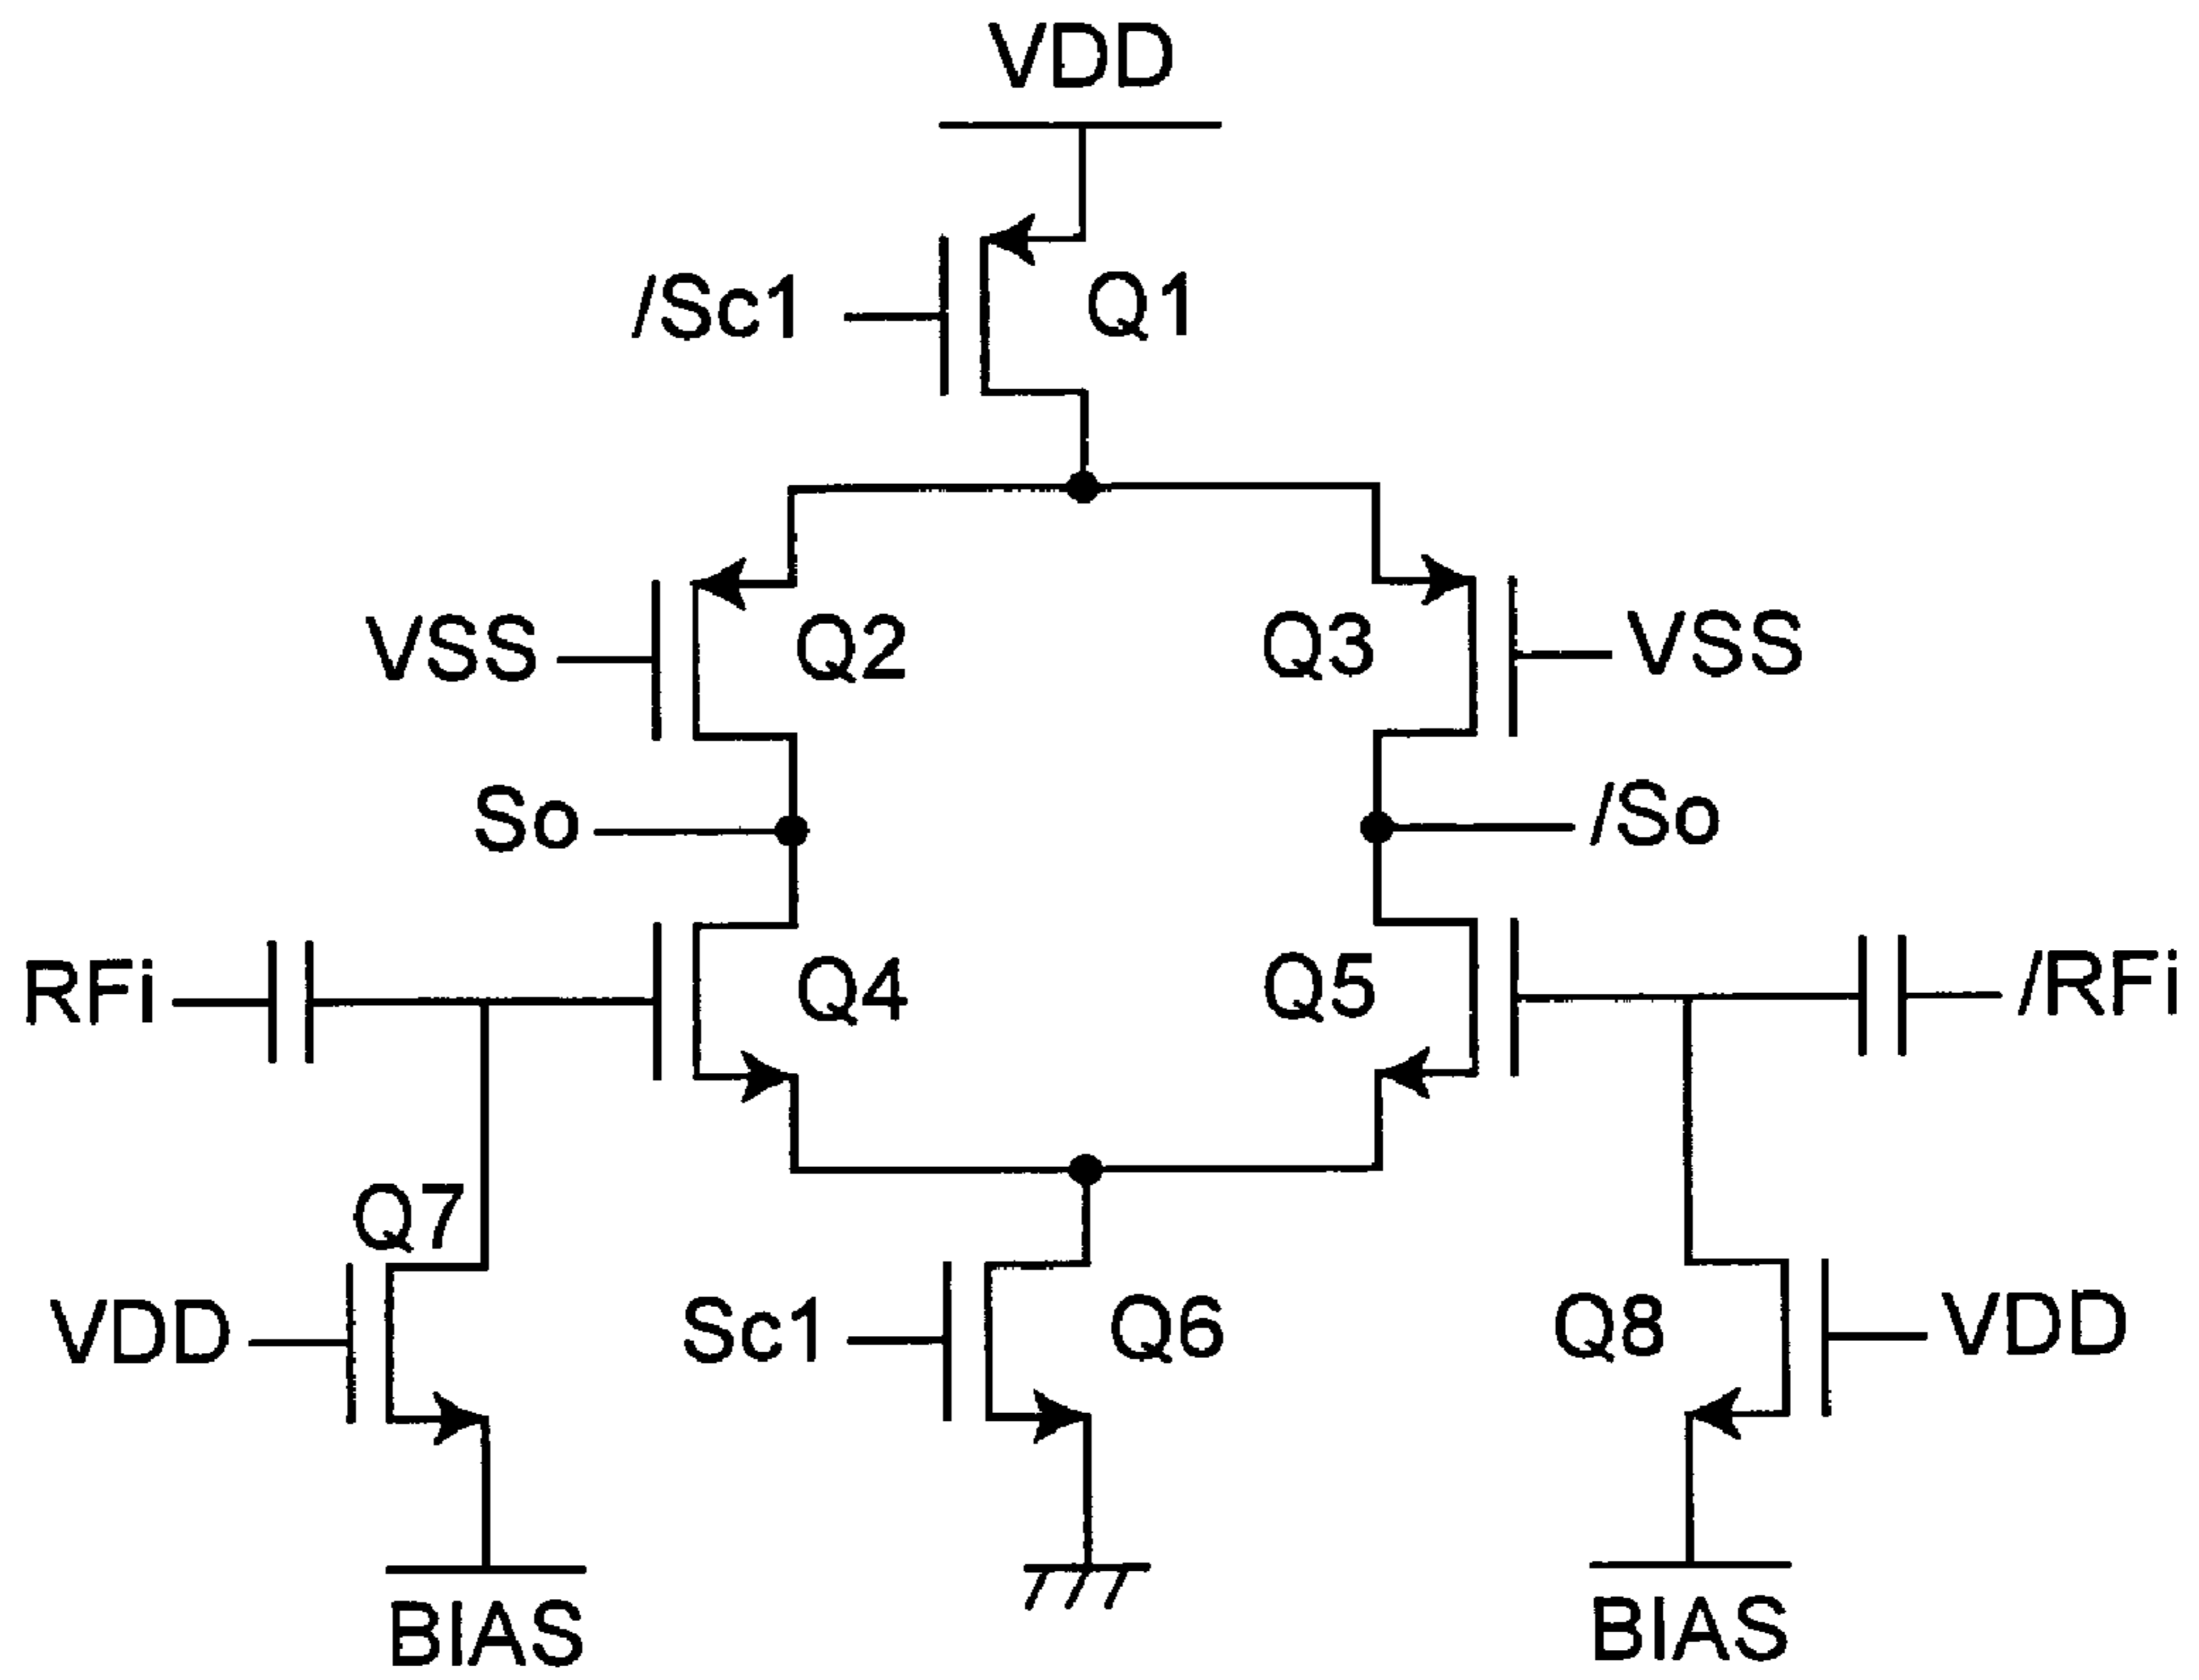 VDD
/Sc1
Q1
VSS
Q2
Q3
VSS
So
/So
RFi
Q4
Q5
/RFi
Q7
VDD
Sc1
Q6
Q8
VDD
BIAS
BIAS